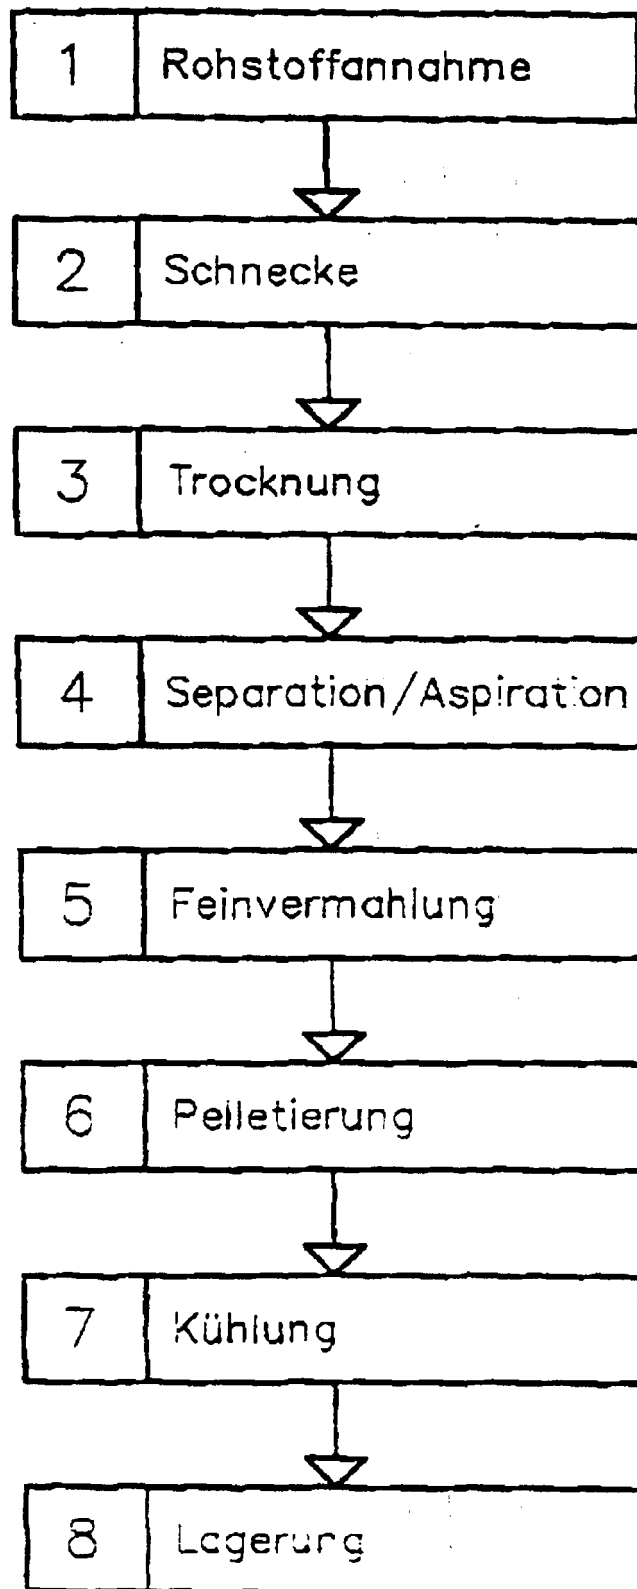 1 Rohstoffannahme
2 Schnecke
3 Trocknung
4 Separation/Aspiration
5 Feinvermahlung
6 Pelletierung
7 Kühlung
8 Lagerung